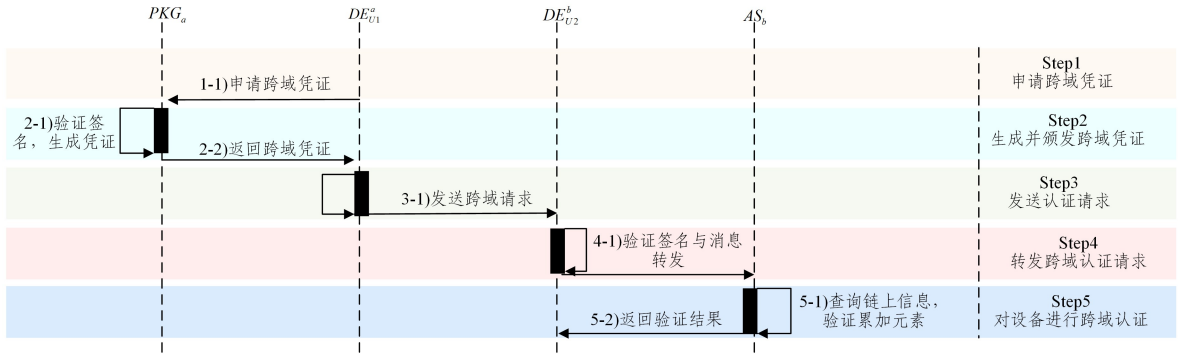 PKGₐ DEᵃ_U1 DEᵇ_U2 AS_b
Step1
申请跨域凭证
1-1)申请跨域凭证
2-1)验证签
名，生成凭证
2-2)返回跨域凭证
Step2
生成并颁发跨域凭证
3-1)发送跨域请求
Step3
发送认证请求
4-1)验证签名与消息
转发
Step4
转发跨域认证请求
5-1)查询链上信息，
验证累加元素
5-2)返回验证结果
Step5
对设备进行跨域认证